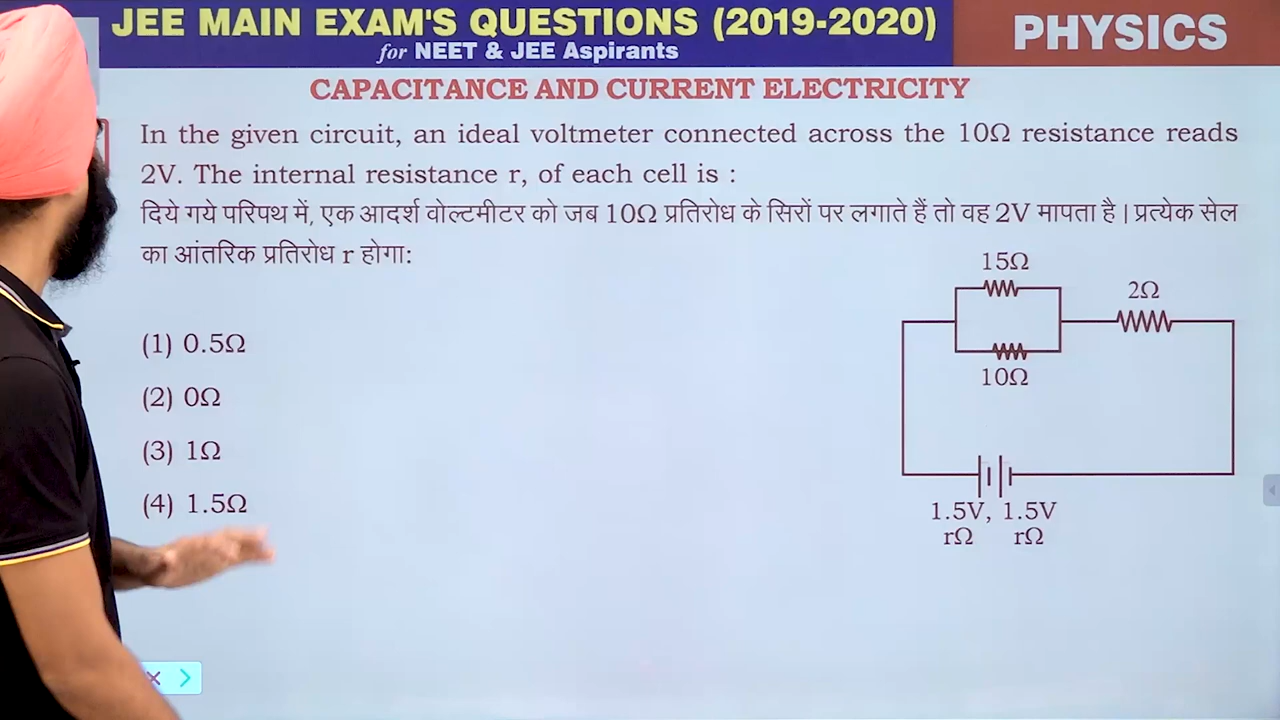 JEE MAIN EXAM'S QUESTIONS (2019-2020)
for NEET & JEE Aspirants
PHYSICS
CAPACITANCE AND CURRENT ELECTRICITY
In the given circuit, an ideal voltmeter connected across the 10Ω resistance reads
2V. The internal resistance r, of each cell is :
दिये गये परिपथ में, एक आदर्श वोल्टमीटर को जब 10Ω प्रतिरोध के सिरों पर लगाते हैं तो वह 2V मापता है। प्रत्येक सेल
का आंतरिक प्रतिरोध r होगा:
(1) 0.5Ω
(2) 0Ω
(3) 1Ω
(4) 1.5Ω
15Ω
2Ω
10Ω
1.5V, 1.5V
rΩ rΩ